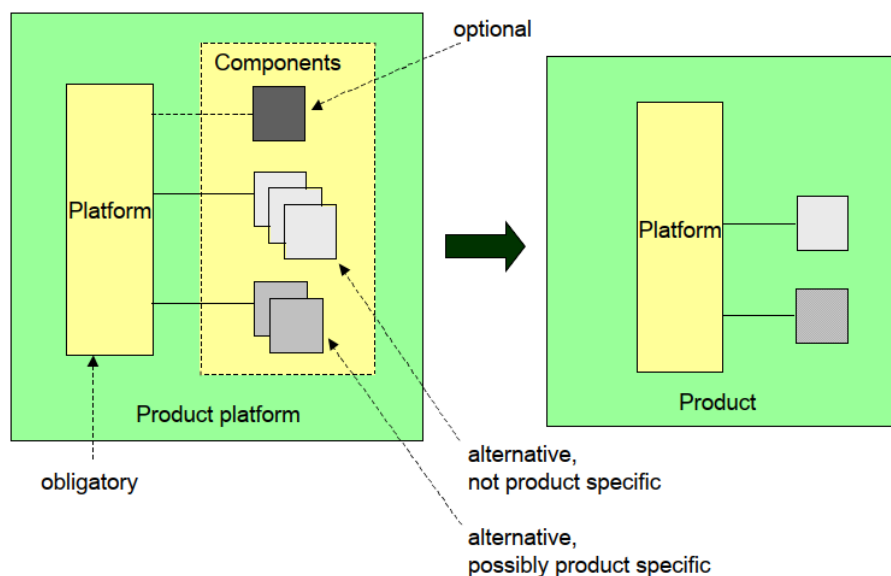 optional
Components
Platform
Product platform
obligatory
alternative,
not product specific
alternative,
possibly product specific
Platform
Product